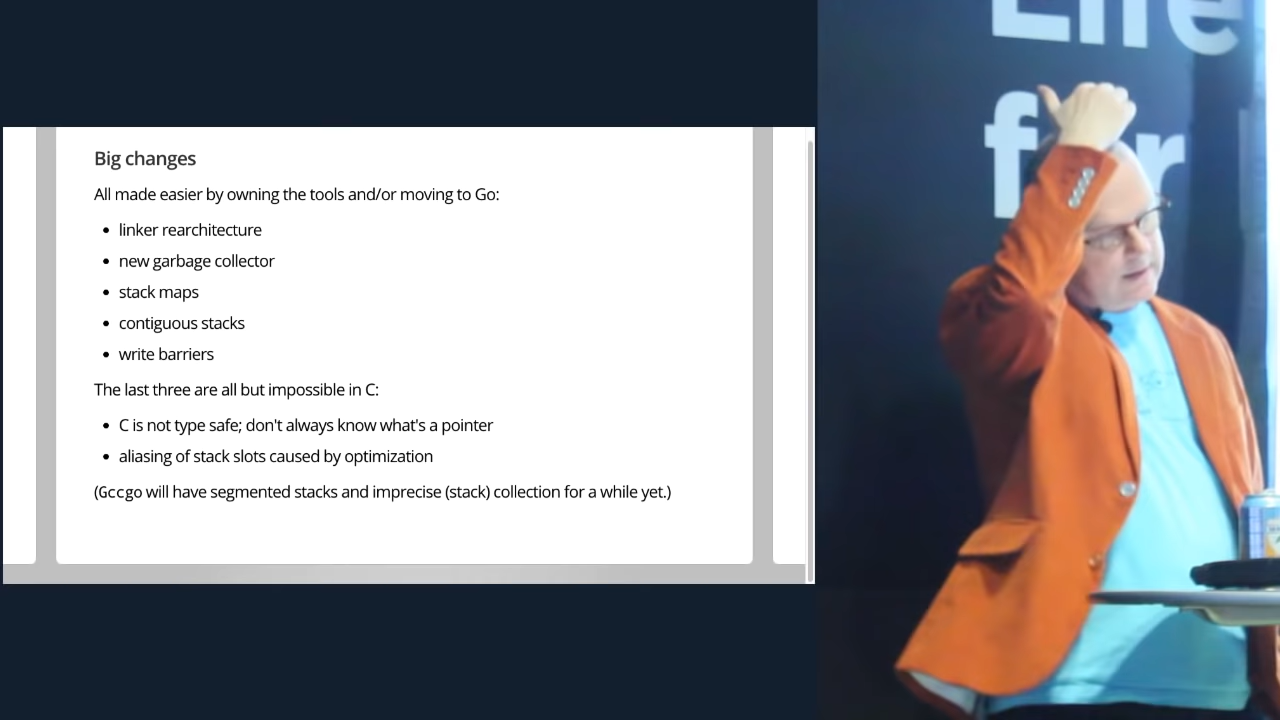 Big changes
All made easier by owning the tools and/or moving to Go:
• linker rearchitecture
• new garbage collector
• stack maps
• contiguous stacks
• write barriers
The last three are all but impossible in C:
• C is not type safe; don't always know what's a pointer
• aliasing of stack slots caused by optimization
(Gccgo will have segmented stacks and imprecise (stack) collection for a while yet.)
Life
for